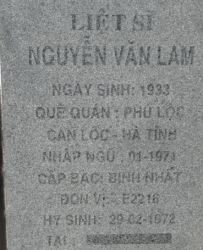 LIỆT SĨ
NGUYỄN VĂN LAM
NGÀY SINH: 1933
QUÊ QUÁN : PHÚ LỘC
CAN LỘC - HÀ TĨNH
NHẬP NGŨ : 01-1971
CẤP BẬC: BINH NHẤT
ĐƠN VỊ: E2216
HY SINH: 29-02-1972
TẠI :